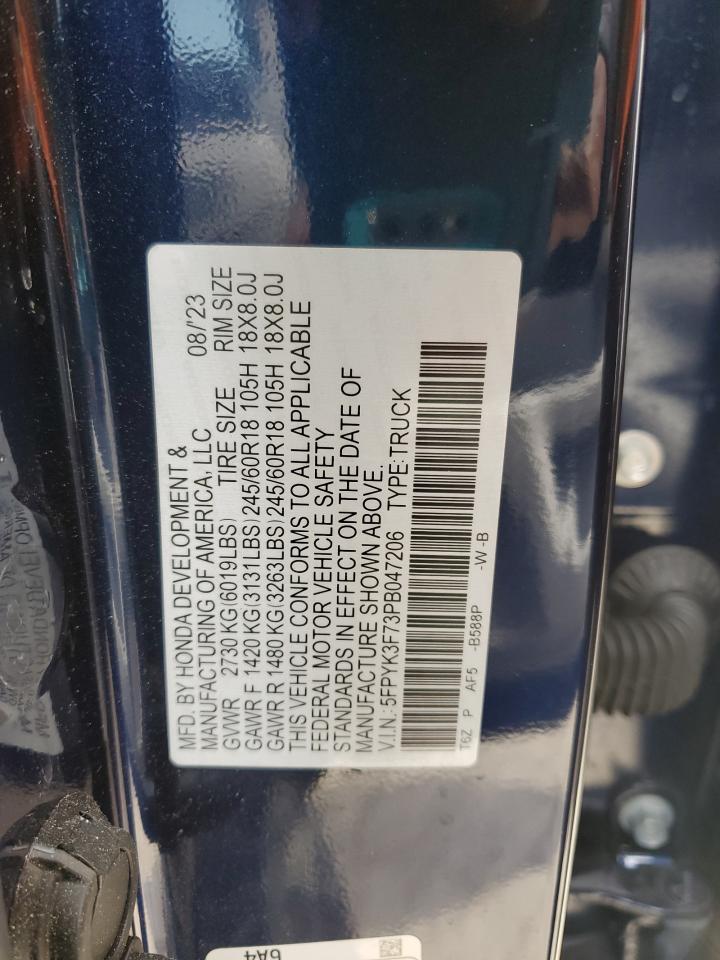 MFD. BY HONDA DEVELOPMENT &
MANUFACTURING OF AMERICA, LLC 08/'23
GVWR 2730 KG (6019LBS) TIRE SIZE RIM SIZE
GAWR F 1420 KG (3131LBS) 245/60R18 105H 18X8.0J
GAWR R 1480 KG (3263LBS) 245/60R18 105H 18X8.0J
THIS VEHICLE CONFORMS TO ALL APPLICABLE
FEDERAL MOTOR VEHICLE SAFETY
STANDARDS IN EFFECT ON THE DATE OF
MANUFACTURE SHOWN ABOVE.
V.I.N.: 5FPYK3F73PB047206 TYPE:TRUCK
T6Z P AF5 -B588P -W -B
6A4